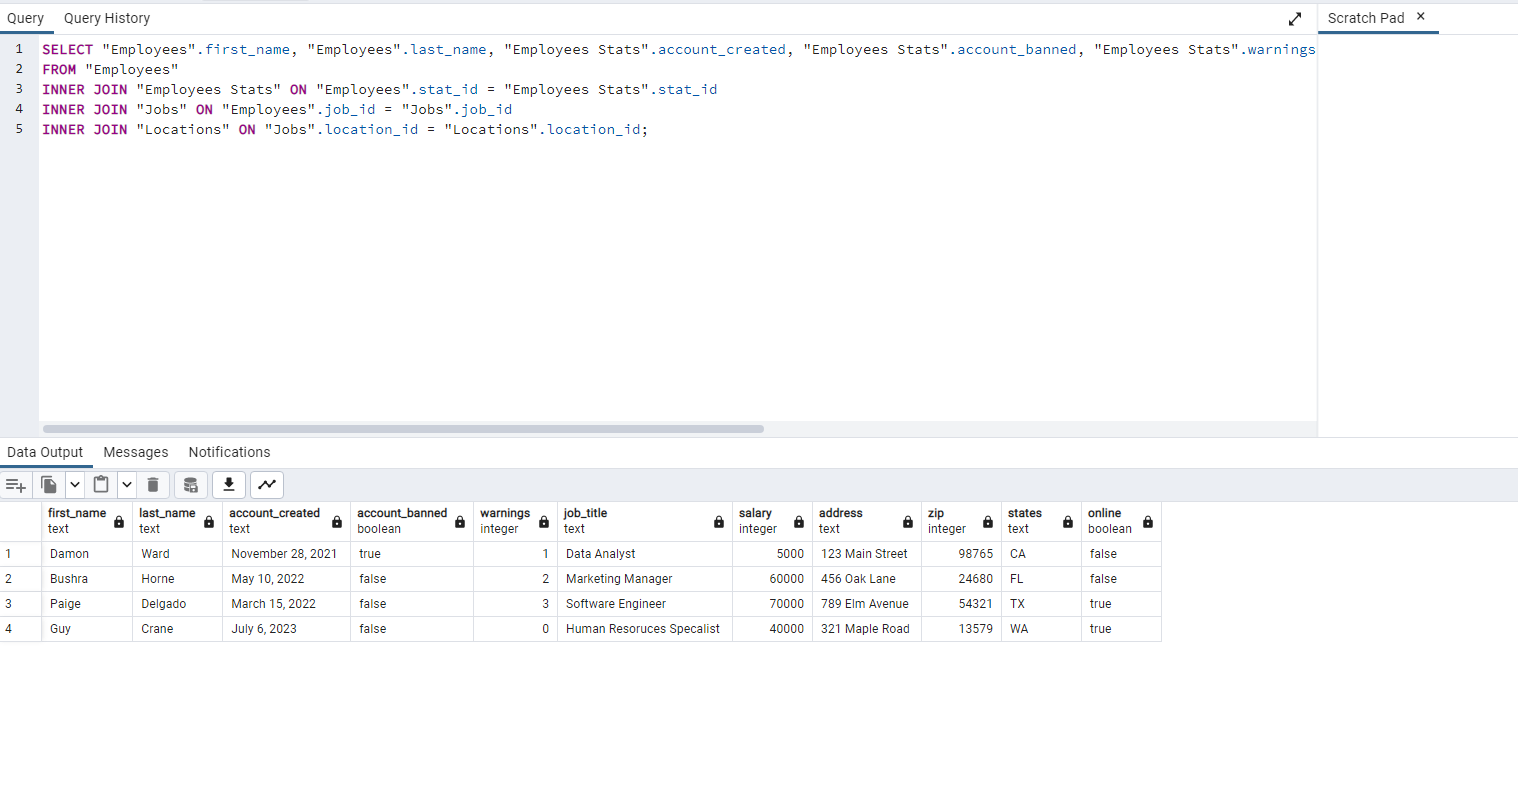 Query Query History Scratch Pad ×
1 SELECT "Employees".first_name, "Employees".last_name, "Employees Stats".account_created, "Employees Stats".account_banned, "Employees Stats".warnings
2 FROM "Employees"
3 INNER JOIN "Employees Stats" ON "Employees".stat_id = "Employees Stats".stat_id
4 INNER JOIN "Jobs" ON "Employees".job_id = "Jobs".job_id
5 INNER JOIN "Locations" ON "Jobs".location_id = "Locations".location_id;
Data Output Messages Notifications
first_name last_name account_created account_banned warnings job_title salary address zip states online
text text text boolean integer text integer text integer text boolean
1 Damon Ward November 28, 2021 true 1 Data Analyst 5000 123 Main Street 98765 CA false
2 Bushra Horne May 10, 2022 false 2 Marketing Manager 60000 456 Oak Lane 24680 FL false
3 Paige Delgado March 15, 2022 false 3 Software Engineer 70000 789 Elm Avenue 54321 TX true
4 Guy Crane July 6, 2023 false 0 Human Resoruces Specalist 40000 321 Maple Road 13579 WA true